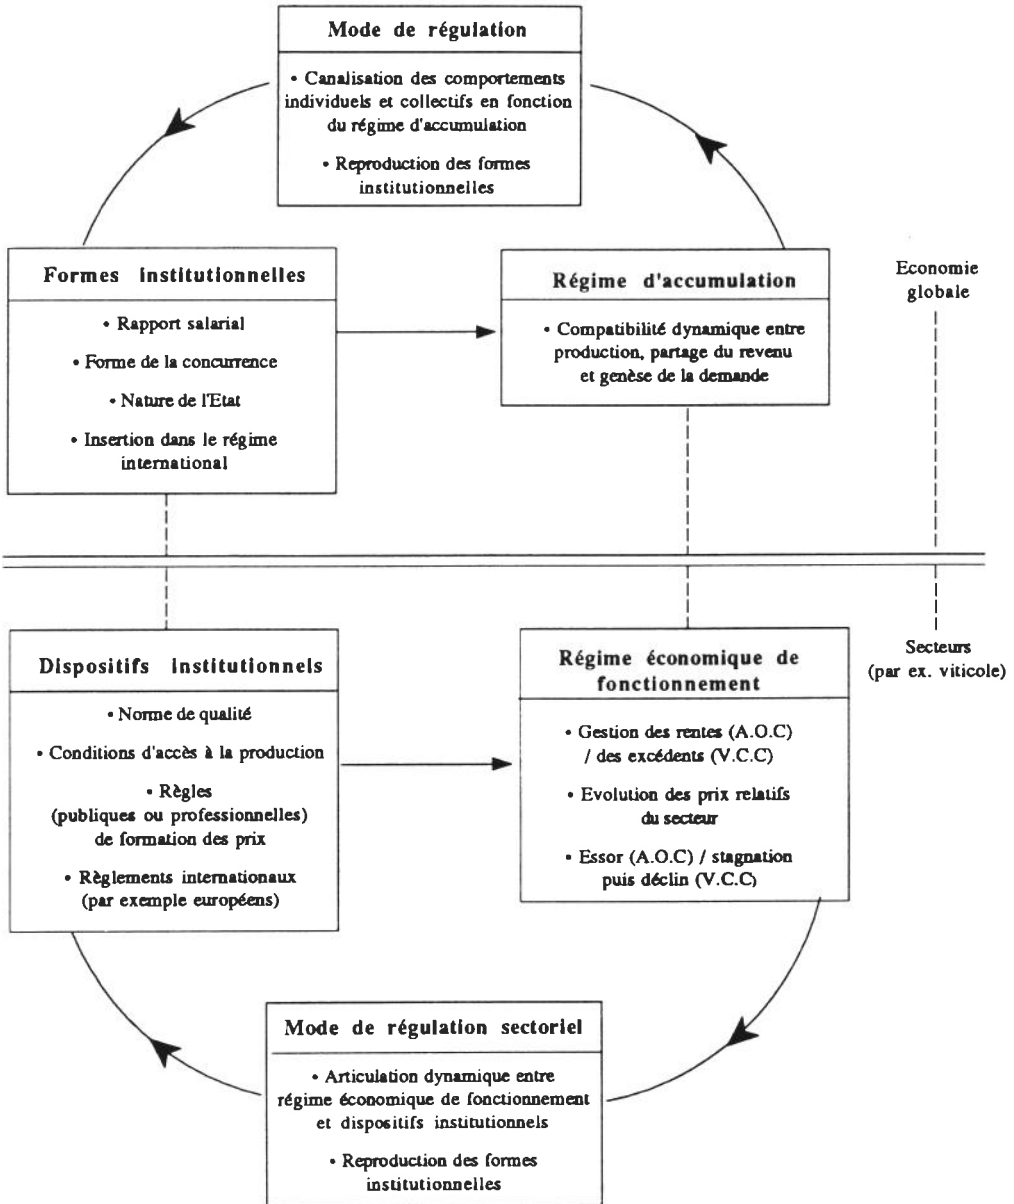 Mode de régulation
• Canalisation des comportements
individuels et collectifs en fonction
du régime d'accumulation
• Reproduction des formes
institutionnelles
Formes institutionnelles
• Rapport salarial
• Forme de la concurrence
• Nature de l'Etat
• Insertion dans le régime
international
Régime d'accumulation
• Compatibilité dynamique entre
production, partage du revenu
et genèse de la demande
Economie
globale
Dispositifs institutionnels
• Norme de qualité
• Conditions d'accès à la production
• Règles
(publiques ou professionnelles)
de formation des prix
• Règlements internationaux
(par exemple européens)
Régime économique de
fonctionnement
• Gestion des rentes (A.O.C)
/ des excédents (V.C.C)
• Evolution des prix relatifs
du secteur
• Essor (A.O.C) / stagnation
puis déclin (V.C.C)
Secteurs
(par ex. viticole)
Mode de régulation sectoriel
• Articulation dynamique entre
régime économique de fonctionnement
et dispositifs institutionnels
• Reproduction des formes
institutionnelles